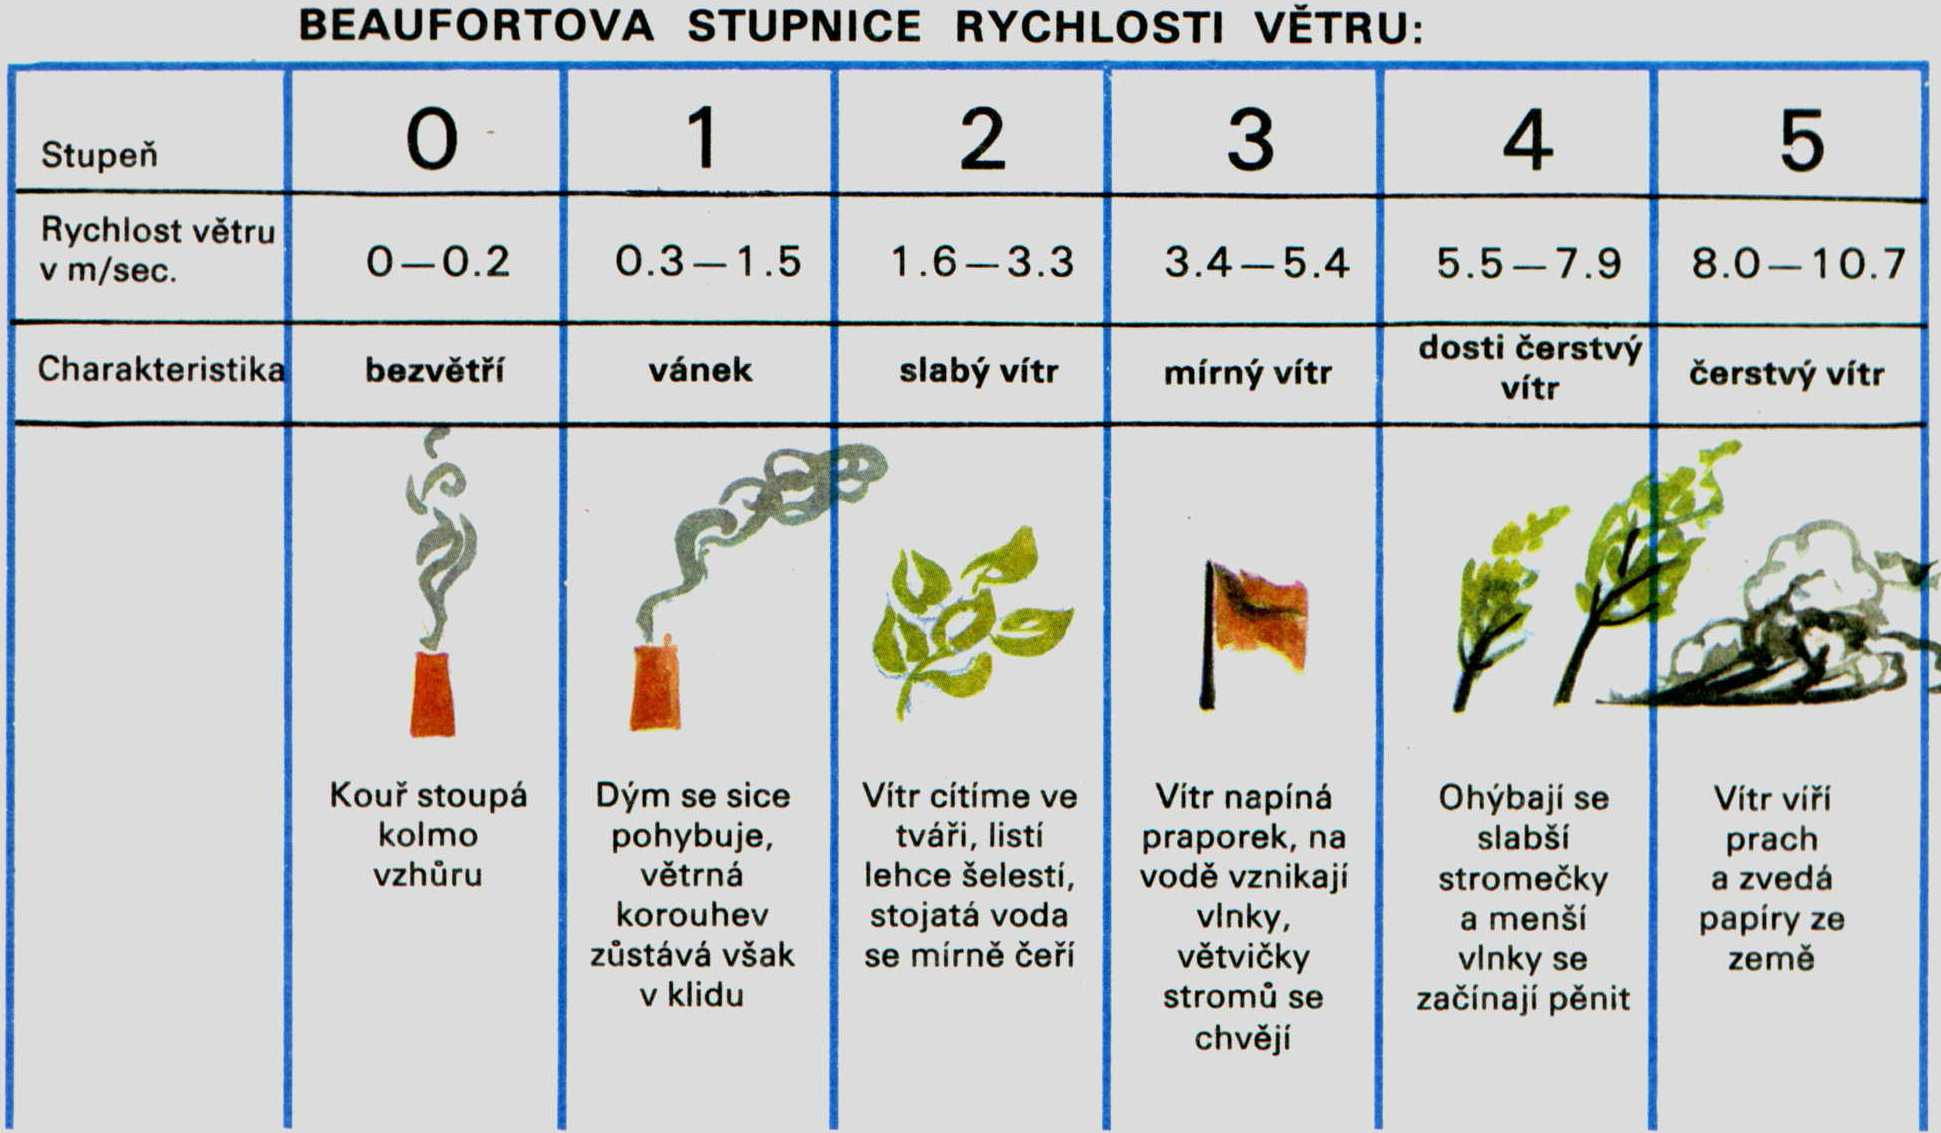 BEAUFORTOVA STUPNICE RYCHLOSTI VĚTRU:
Stupeň 0 1 2 3 4 5
Rychlost větru
v m/sec. 0—0.2 0.3—1.5 1.6—3.3 3.4—5.4 5.5—7.9 8.0—10.7
Charakteristika bezvětří vánek slabý vítr mírný vítr dosti čerstvý
vítr čerstvý vítr
Kouř stoupá
kolmo
vzhůru
Dým se sice
pohybuje,
větrná
korouhev
zůstává však
v klidu
Vítr cítíme ve
tváři, listí
lehce šelestí,
stojatá voda
se mírně čeří
Vítr napíná
praporek, na
vodě vznikají
vlnky,
větvičky
stromů se
chvějí
Ohýbají se
slabší
stromečky
a menší
vlnky se
začínají pěnit
Vítr víří
prach
a zvedá
papíry ze
země